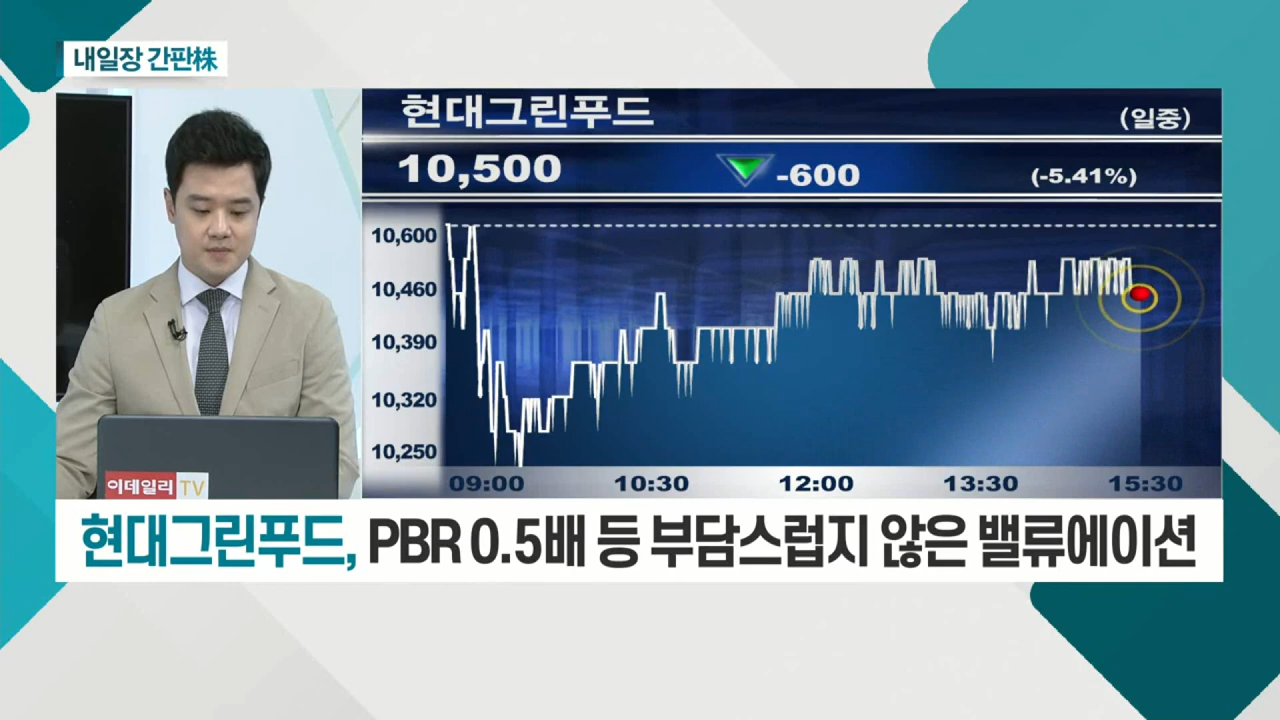 내일장 간판株
현대그린푸드
(일중)
10,500
-600
(-5.41%)
10,600
10,460
10,390
10,320
10,250
09:00 10:30 12:00 13:30 15:30
이데일리 TV
현대그린푸드, PBR 0.5배 등 부담스럽지 않은 밸류에이션